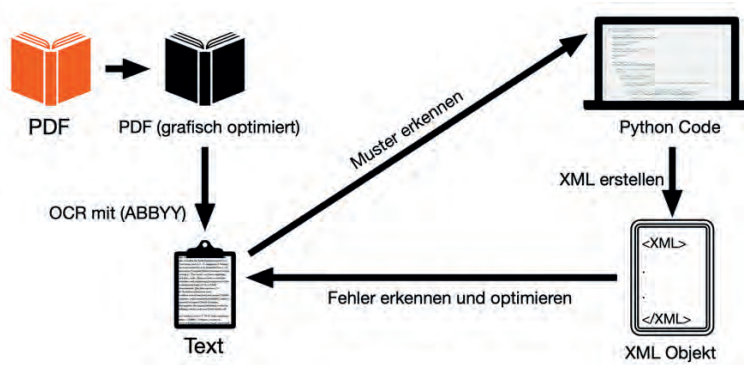 PDF
PDF (grafisch optimiert)
OCR mit (ABBYY)
Text
Muster erkennen
Python Code
XML erstellen
<XML>
.
.
</XML>
XML Objekt
Fehler erkennen und optimieren